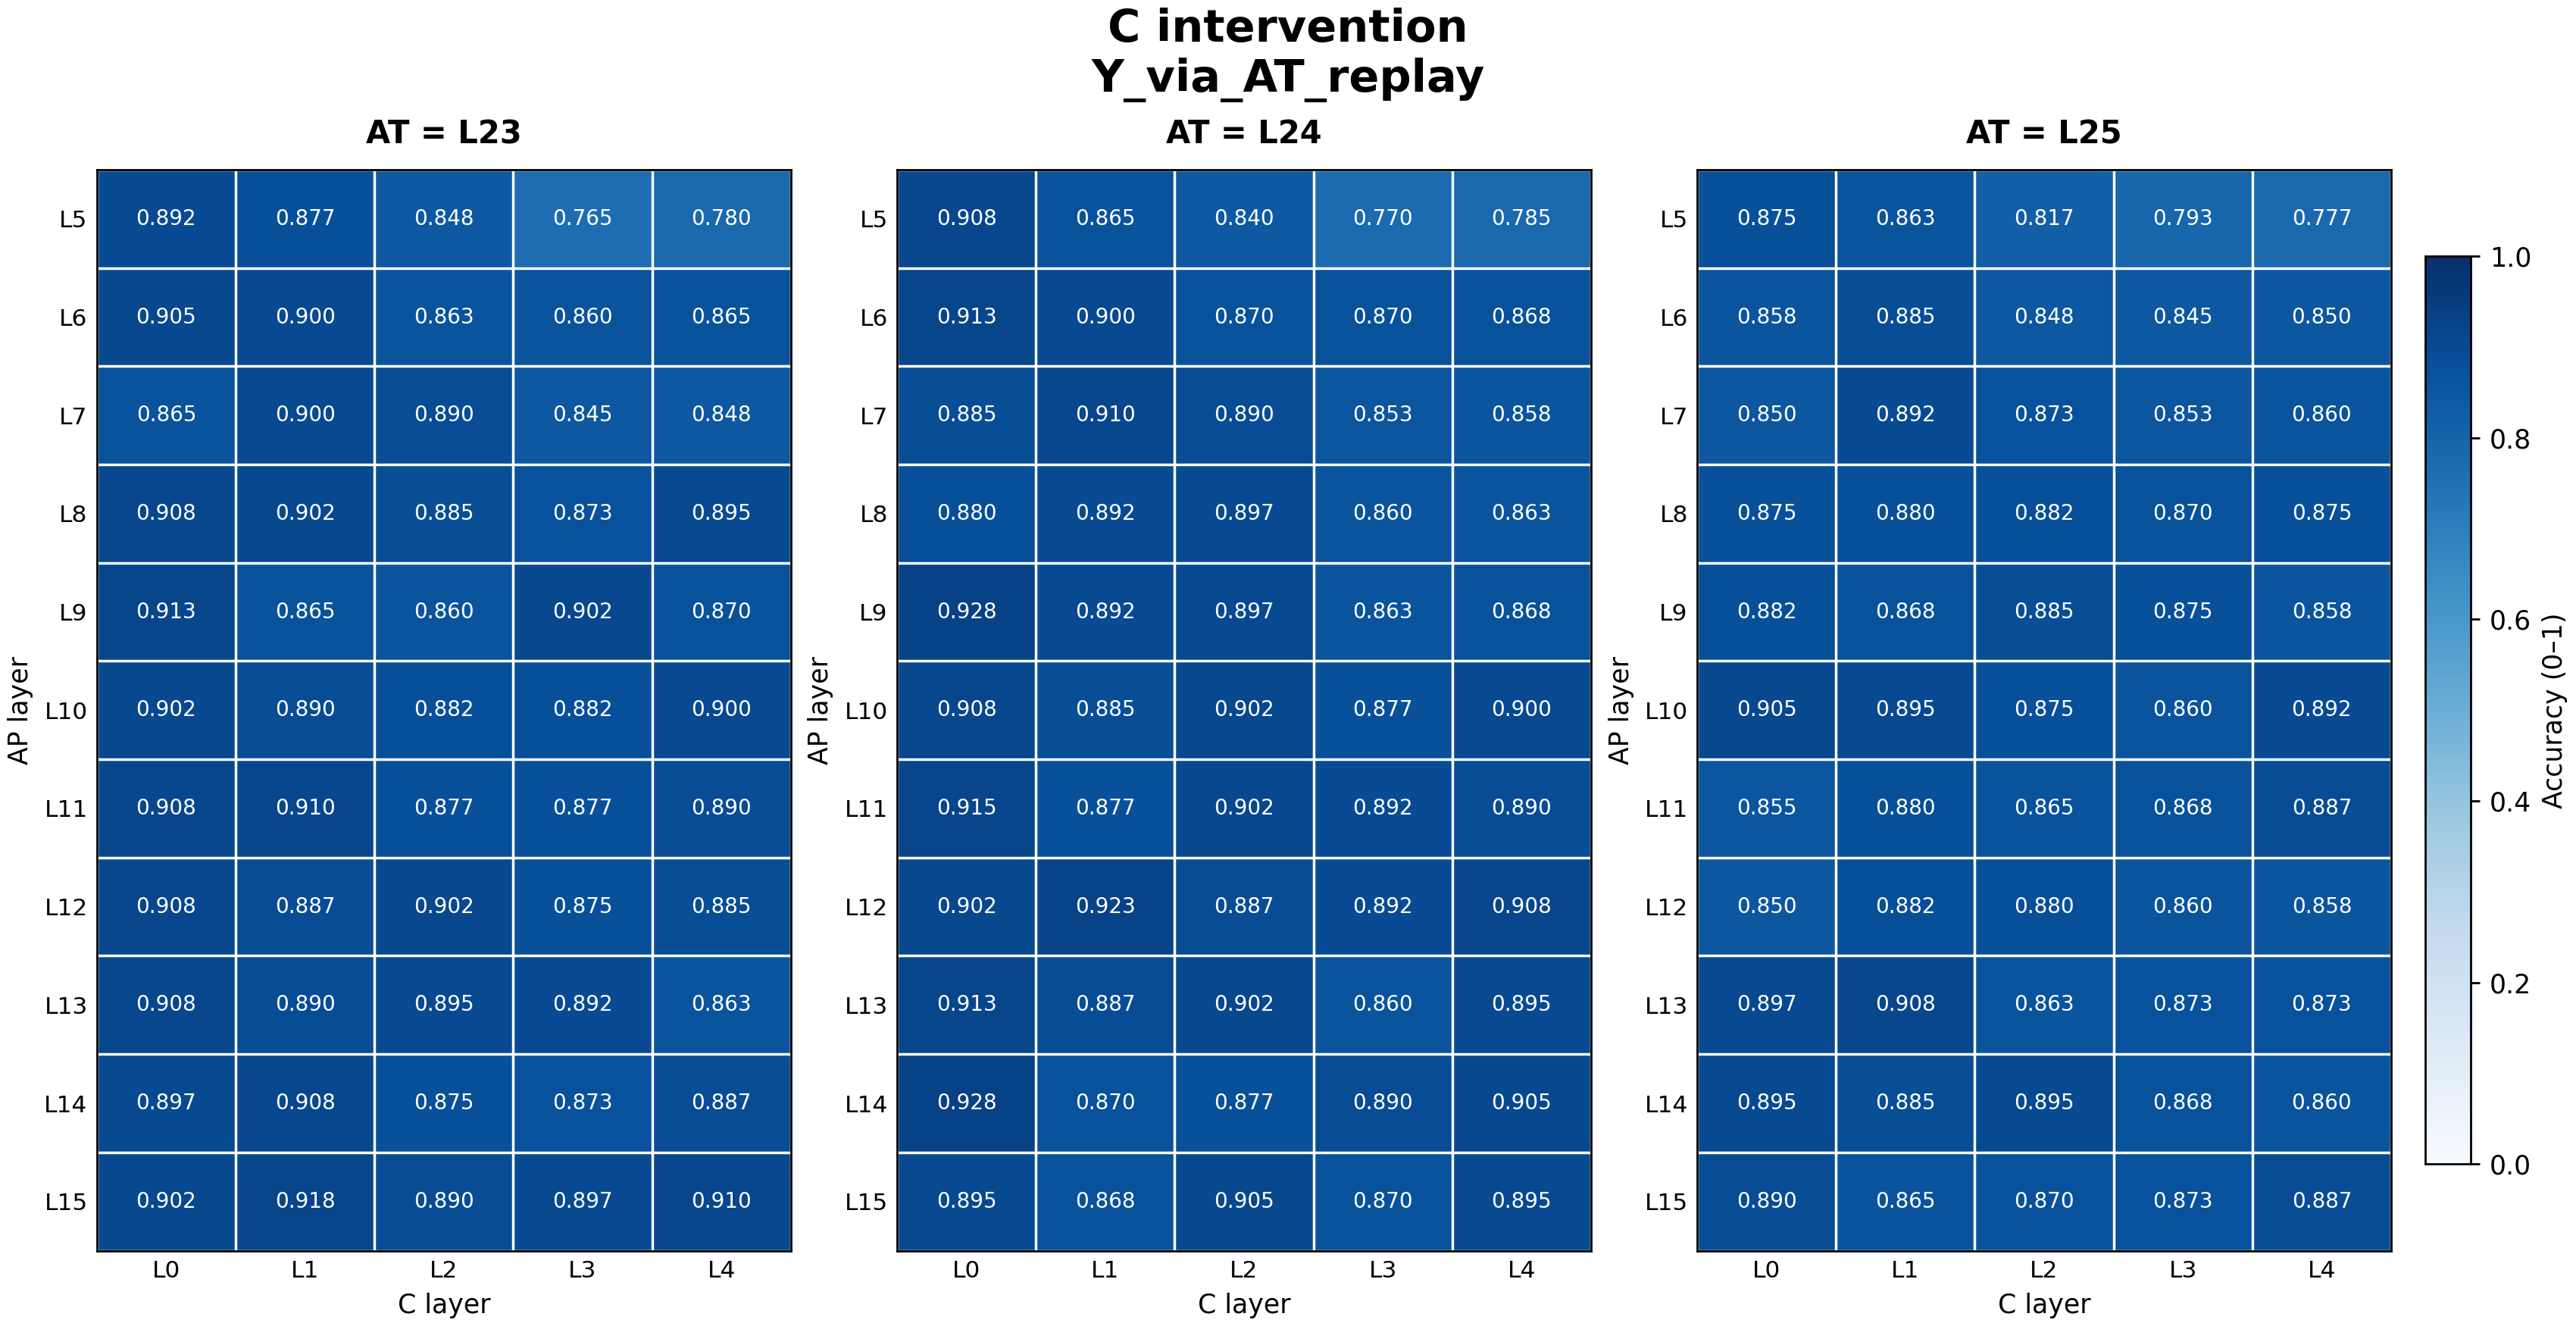 C intervention
Y_via_AT_replay
AT = L23
AP layer
L5 0.892 0.877 0.848 0.765 0.780
L6 0.905 0.900 0.863 0.860 0.865
L7 0.865 0.900 0.890 0.845 0.848
L8 0.908 0.902 0.885 0.873 0.895
L9 0.913 0.865 0.860 0.902 0.870
L10 0.902 0.890 0.882 0.882 0.900
L11 0.908 0.910 0.877 0.877 0.890
L12 0.908 0.887 0.902 0.875 0.885
L13 0.908 0.890 0.895 0.892 0.863
L14 0.897 0.908 0.875 0.873 0.887
L15 0.902 0.918 0.890 0.897 0.910
L0 L1 L2 L3 L4
C layer
AT = L24
AP layer
L5 0.908 0.865 0.840 0.770 0.785
L6 0.913 0.900 0.870 0.870 0.868
L7 0.885 0.910 0.890 0.853 0.858
L8 0.880 0.892 0.897 0.860 0.863
L9 0.928 0.892 0.897 0.863 0.868
L10 0.908 0.885 0.902 0.877 0.900
L11 0.915 0.877 0.902 0.892 0.890
L12 0.902 0.923 0.887 0.892 0.908
L13 0.913 0.887 0.902 0.860 0.895
L14 0.928 0.870 0.877 0.890 0.905
L15 0.895 0.868 0.905 0.870 0.895
L0 L1 L2 L3 L4
C layer
AT = L25
AP layer
L5 0.875 0.863 0.817 0.793 0.777
L6 0.858 0.885 0.848 0.845 0.850
L7 0.850 0.892 0.873 0.853 0.860
L8 0.875 0.880 0.882 0.870 0.875
L9 0.882 0.868 0.885 0.875 0.858
L10 0.905 0.895 0.875 0.860 0.892
L11 0.855 0.880 0.865 0.868 0.887
L12 0.850 0.882 0.880 0.860 0.858
L13 0.897 0.908 0.863 0.873 0.873
L14 0.895 0.885 0.895 0.868 0.860
L15 0.890 0.865 0.870 0.873 0.887
L0 L1 L2 L3 L4
C layer
1.0
0.8
0.6
0.4
0.2
0.0
Accuracy (0–1)